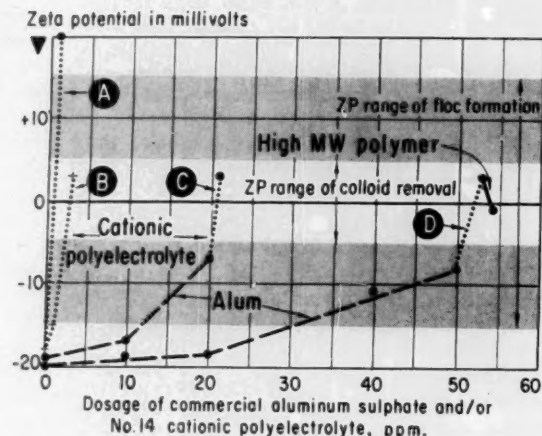 Zeta potential in millivolts
A
+10
ZP range of floc formation
High MW polymer
B
C
ZP range of colloid removal
0
D
Cationic
polyelectrolyte
-10
Alum
-20
0 10 20 30 40 50 60
Dosage of commercial aluminum sulphate and/or
No.14 cationic polyelectrolyte, ppm.